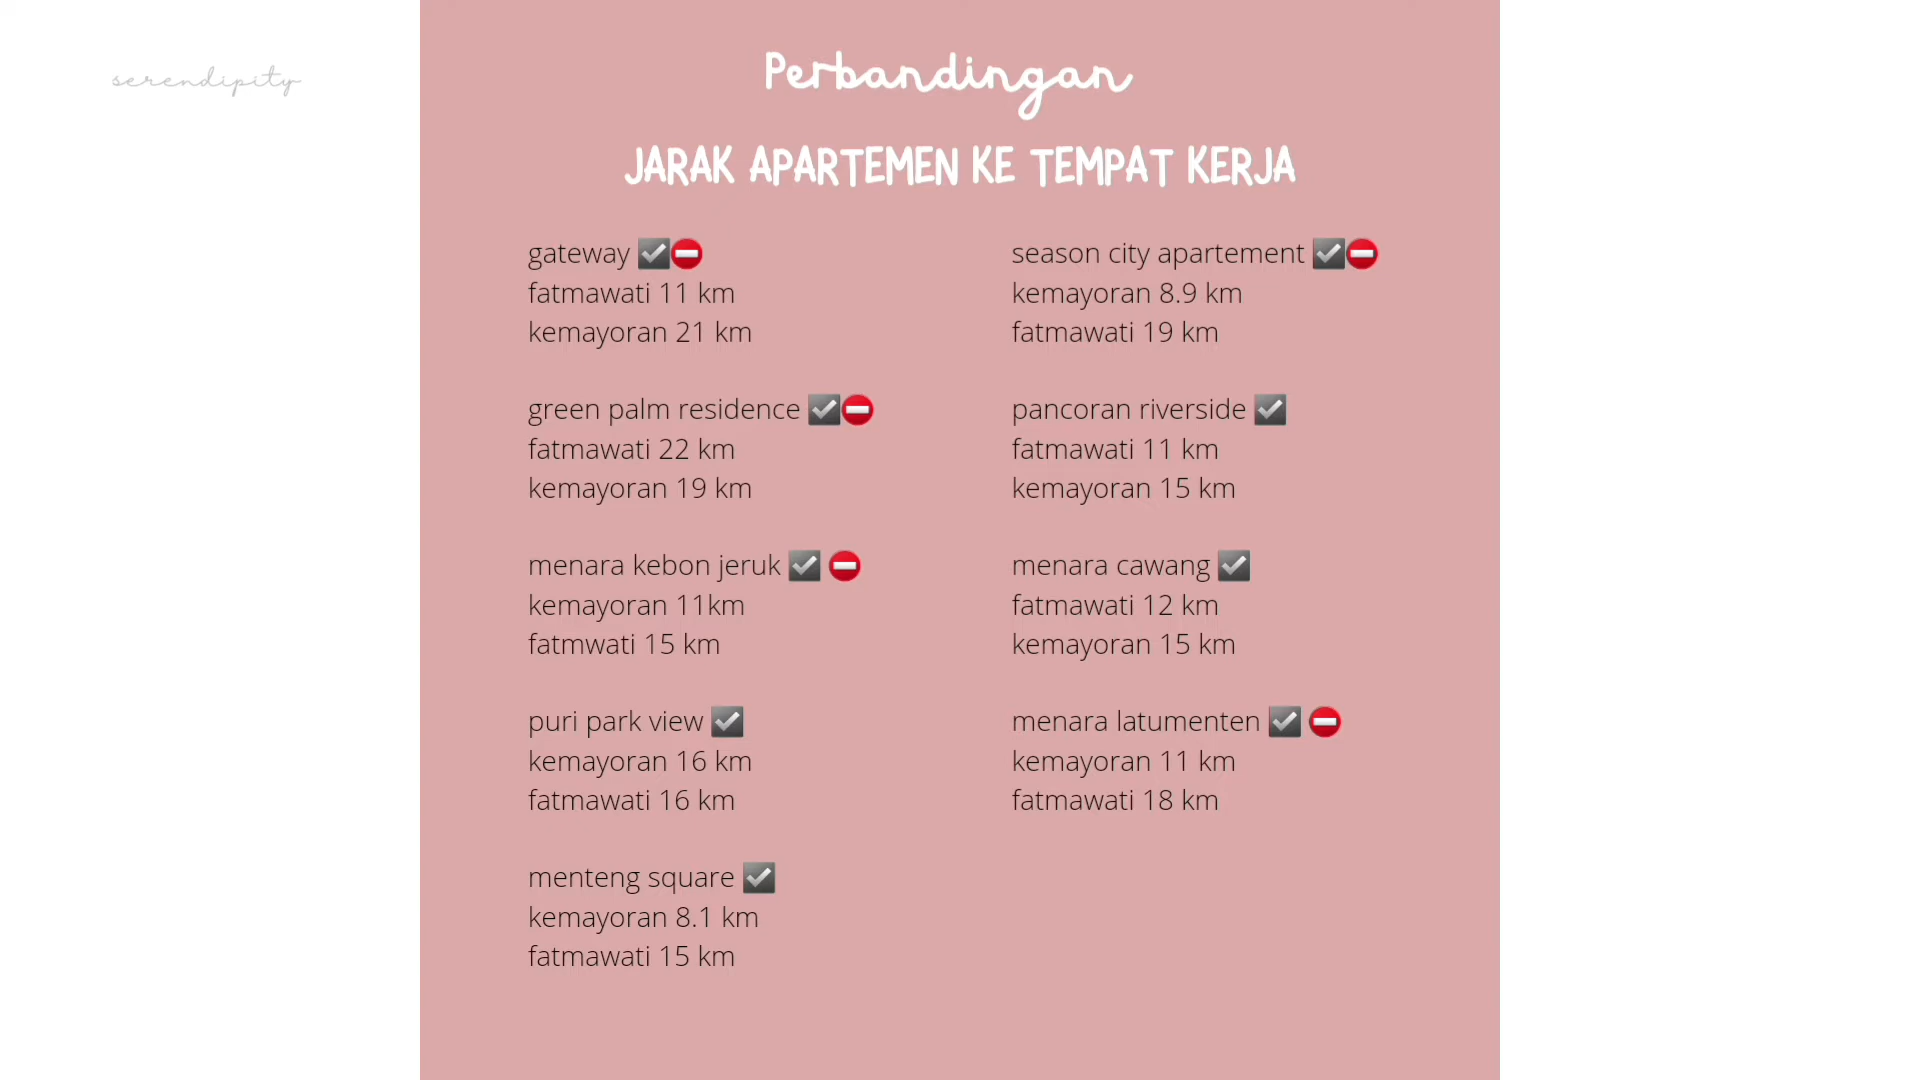 serendipity
Perbandingan
JARAK APARTEMEN KE TEMPAT KERJA
gateway ☑⛔
fatmawati 11 km
kemayoran 21 km
green palm residence ☑⛔
fatmawati 22 km
kemayoran 19 km
menara kebon jeruk ☑ ⛔
kemayoran 11km
fatmwati 15 km
puri park view ☑
kemayoran 16 km
fatmawati 16 km
menteng square ☑
kemayoran 8.1 km
fatmawati 15 km
season city apartement ☑⛔
kemayoran 8.9 km
fatmawati 19 km
pancoran riverside ☑
fatmawati 11 km
kemayoran 15 km
menara cawang ☑
fatmawati 12 km
kemayoran 15 km
menara latumenten ☑ ⛔
kemayoran 11 km
fatmawati 18 km